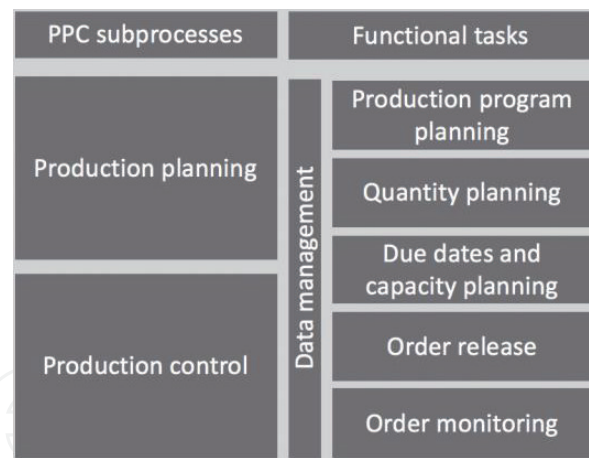 PPC subprocesses
Functional tasks
Production planning
Production control
Data management
Production program
planning
Quantity planning
Due dates and
capacity planning
Order release
Order monitoring